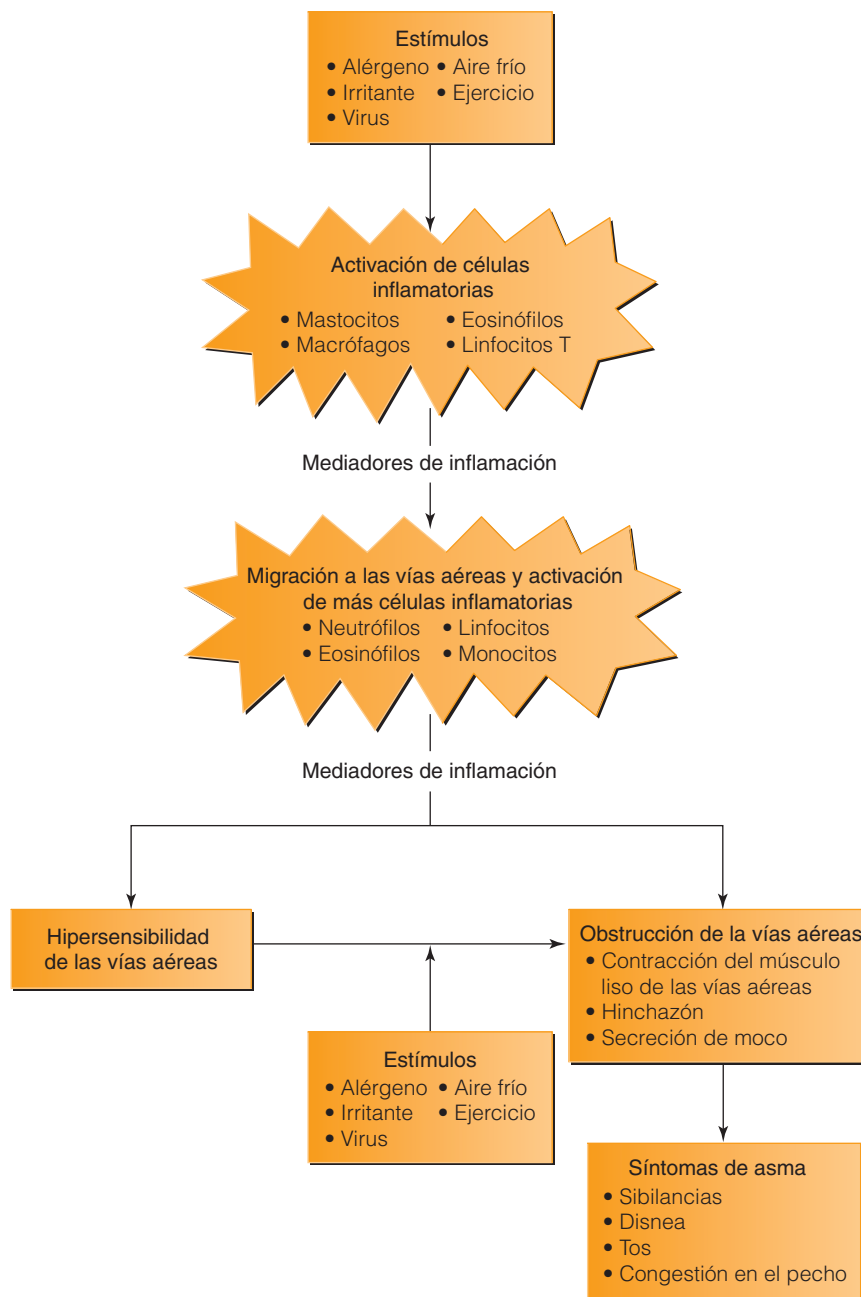 Estímulos
• Alérgeno • Aire frío
• Irritante • Ejercicio
• Virus
Activación de células
inflamatorias
• Mastocitos • Eosinófilos
• Macrófagos • Linfocitos T
Mediadores de inflamación
Migración a las vías aéreas y activación
de más células inflamatorias
• Neutrófilos • Linfocitos
• Eosinófilos • Monocitos
Mediadores de inflamación
Hipersensibilidad
de las vías aéreas
Obstrucción de la vías aéreas
• Contracción del músculo
liso de las vías aéreas
• Hinchazón
• Secreción de moco
Estímulos
• Alérgeno • Aire frío
• Irritante • Ejercicio
• Virus
Síntomas de asma
• Sibilancias
• Disnea
• Tos
• Congestión en el pecho